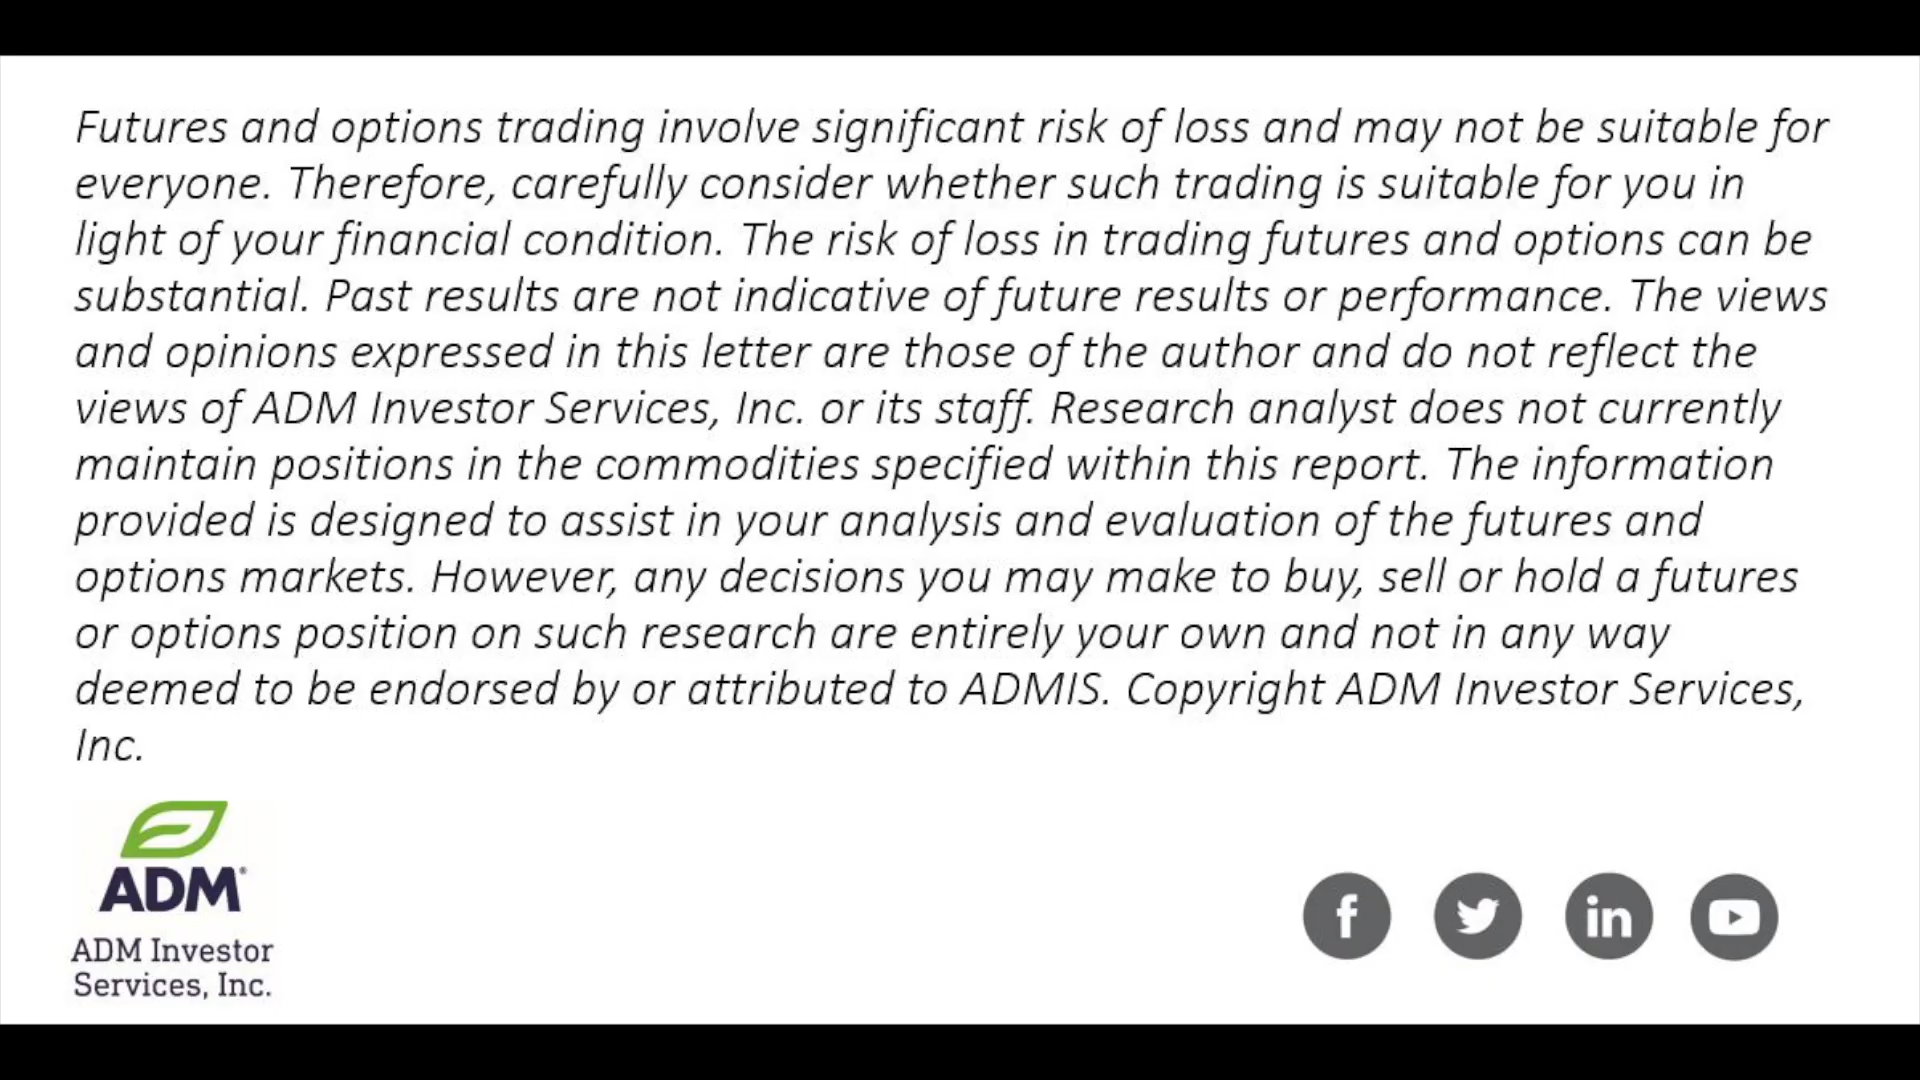 Futures and options trading involve significant risk of loss and may not be suitable for
everyone. Therefore, carefully consider whether such trading is suitable for you in
light of your financial condition. The risk of loss in trading futures and options can be
substantial. Past results are not indicative of future results or performance. The views
and opinions expressed in this letter are those of the author and do not reflect the
views of ADM Investor Services, Inc. or its staff. Research analyst does not currently
maintain positions in the commodities specified within this report. The information
provided is designed to assist in your analysis and evaluation of the futures and
options markets. However, any decisions you may make to buy, sell or hold a futures
or options position on such research are entirely your own and not in any way
deemed to be endorsed by or attributed to ADMIS. Copyright ADM Investor Services,
Inc.
ADM®
ADM Investor
Services, Inc.
f
in